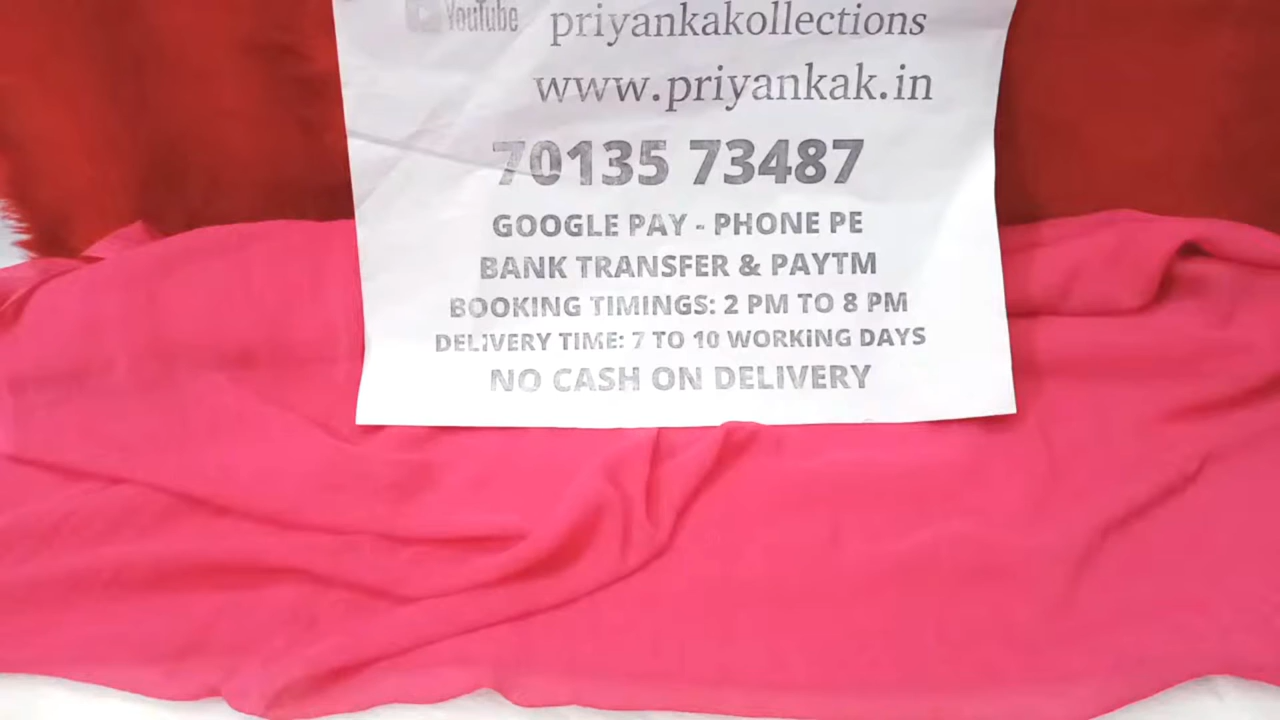 YouTube priyankakollections
www.priyankak.in
70135 73487
GOOGLE PAY - PHONE PE
BANK TRANSFER & PAYTM
BOOKING TIMINGS: 2 PM TO 8 PM
DELIVERY TIME: 7 TO 10 WORKING DAYS
NO CASH ON DELIVERY